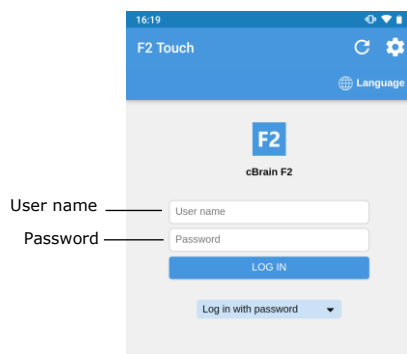 16:19
F2 Touch
Language
F2
cBrain F2
User name
User name
Password
Password
LOG IN
Log in with password